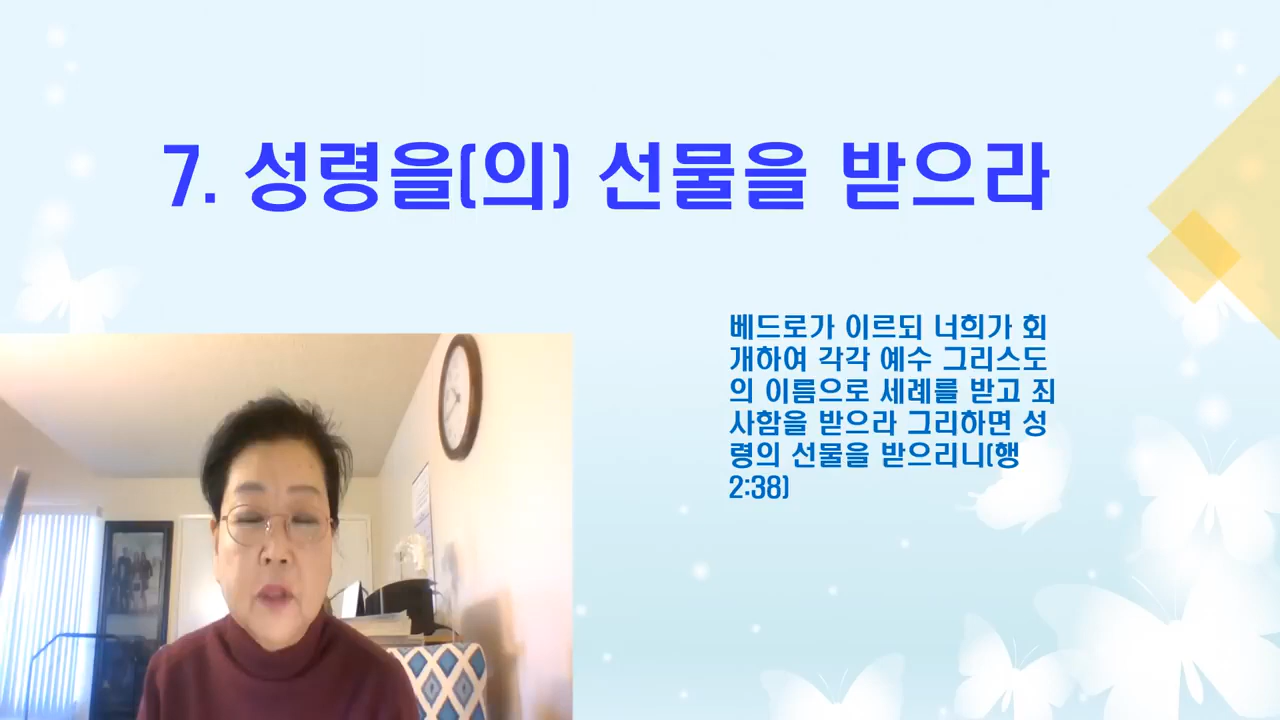 7. 성령을(의) 선물을 받으라
베드로가 이르되 너희가 회
개하여 각각 예수 그리스도
의 이름으로 세례를 받고 죄
사함을 받으라 그리하면 성
령의 선물을 받으리니(행
2:38)